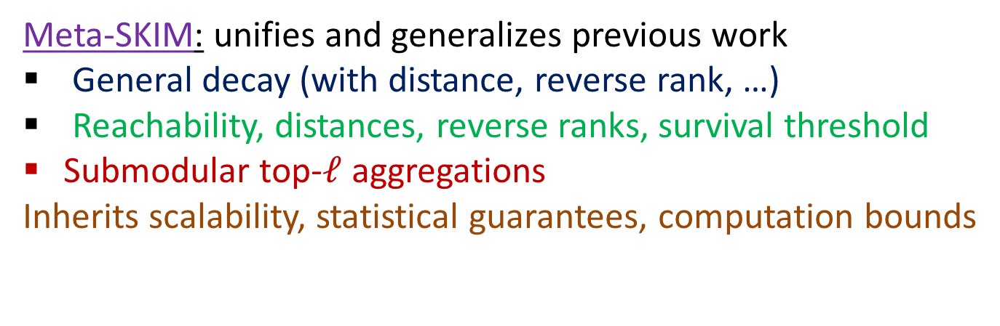 Meta-SKIM: unifies and generalizes previous work
▪ General decay (with distance, reverse rank, …)
▪ Reachability, distances, reverse ranks, survival threshold
▪ Submodular top-ℓ aggregations
Inherits scalability, statistical guarantees, computation bounds